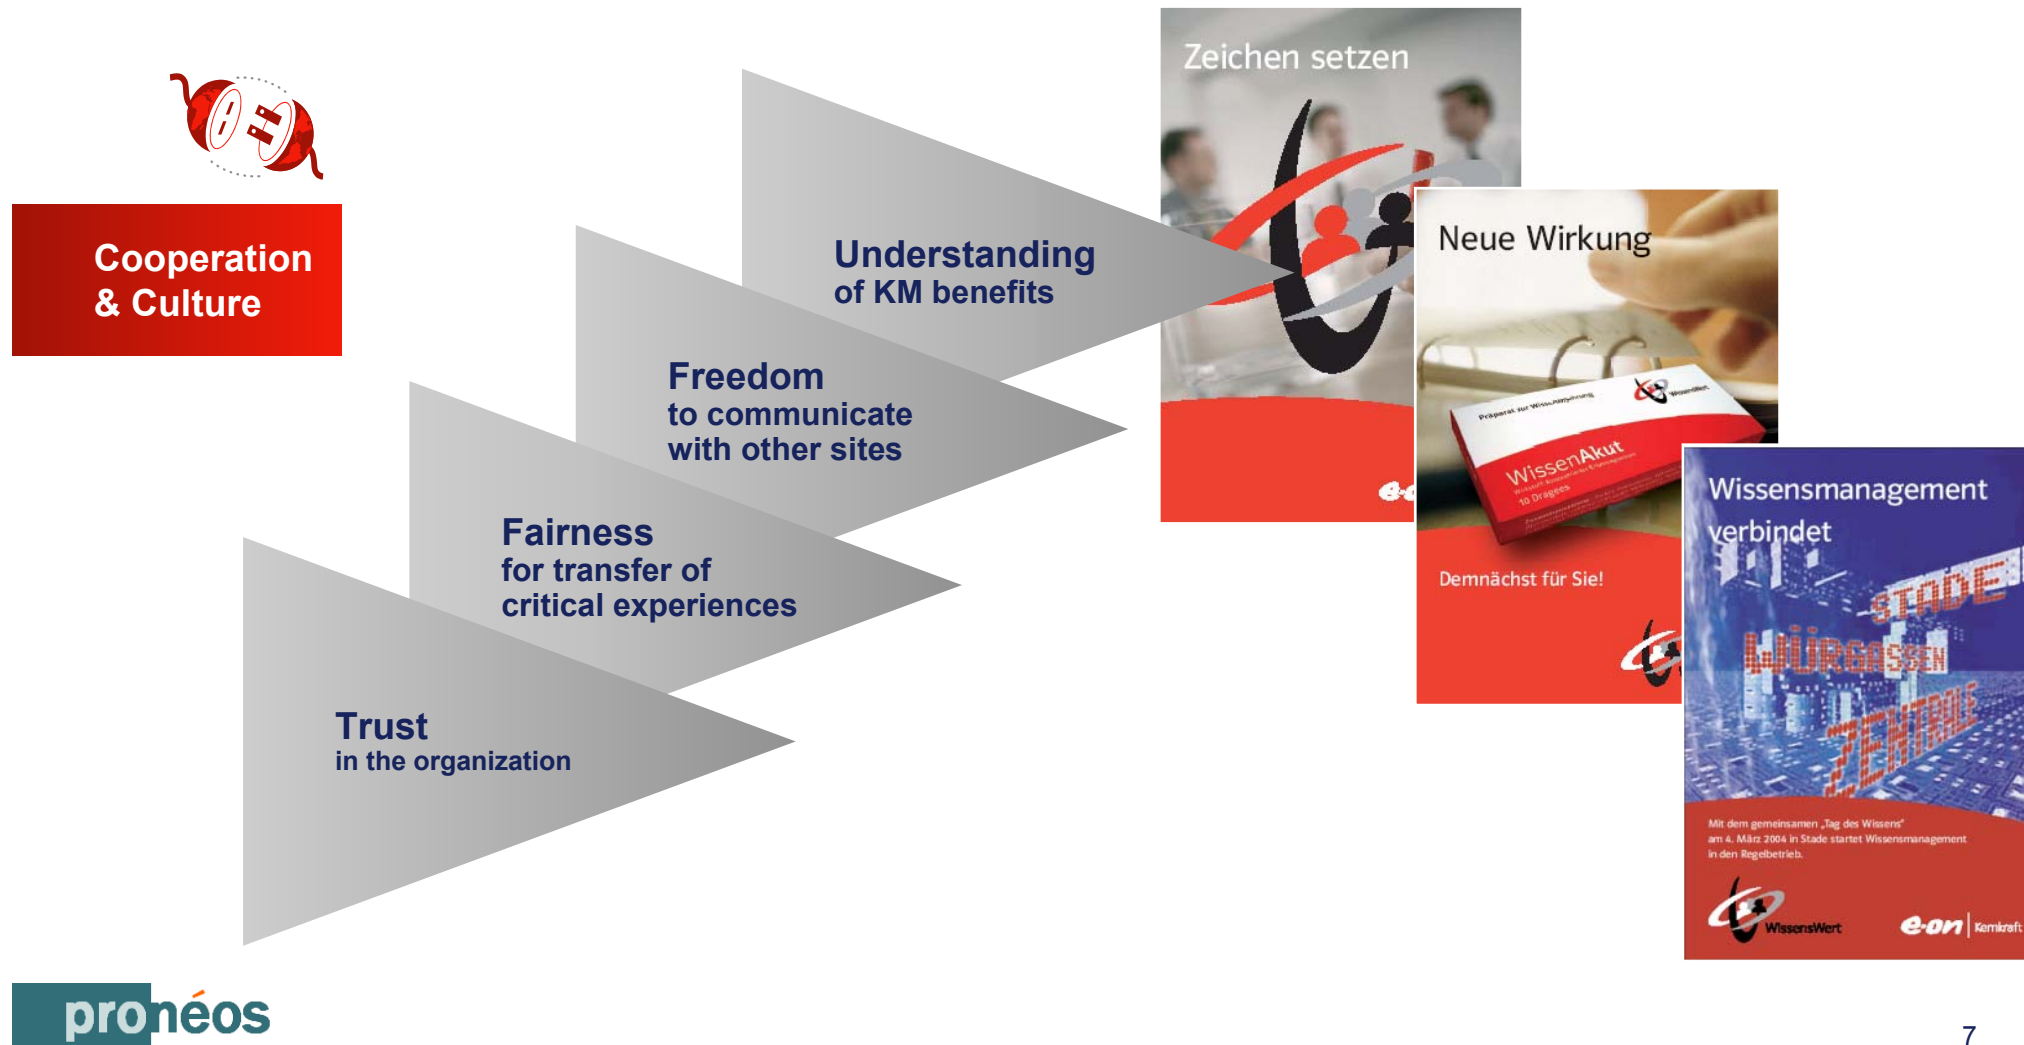 Cooperation
& Culture
Understanding
of KM benefits
Freedom
to communicate
with other sites
Fairness
for transfer of
critical experiences
Trust
in the organization
Zeichen setzen
Neue Wirkung
Präparat zur
WissensWert
WissenAkut
10 Dragees
Demnächst für Sie!
Wissensmanagement
verbindet
STADE
WÜRGASSEN
ZENTRALE
Mit dem gemeinsamen „Tag des Wissens"
am 4. März 2004 in Stade startet Wissensmanagement
in den Regelbetrieb.
WissensWert
e·on | Kernkraft
pronéos
7